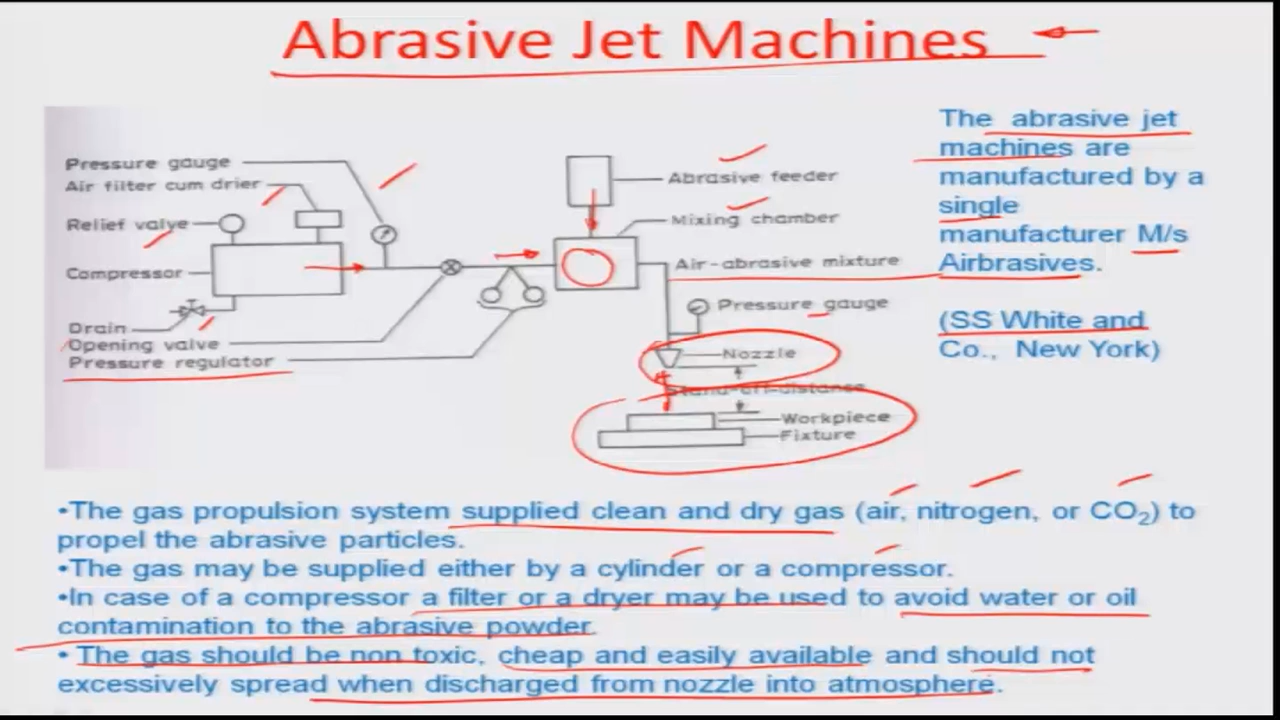 Abrasive Jet Machines
Pressure gauge
Air filter cum drier
Relief valve
Compressor
Drain
Opening valve
Pressure regulator
Abrasive feeder
Mixing chamber
Air-abrasive mixture
Pressure gauge
Nozzle
Stand-off-distance
Workpiece
Fixture
The abrasive jet
machines are
manufactured by a
single
manufacturer M/s
Airbrasives.
(SS White and
Co., New York)
•The gas propulsion system supplied clean and dry gas (air, nitrogen, or CO₂) to
propel the abrasive particles.
•The gas may be supplied either by a cylinder or a compressor.
•In case of a compressor a filter or a dryer may be used to avoid water or oil
contamination to the abrasive powder.
• The gas should be non toxic, cheap and easily available and should not
excessively spread when discharged from nozzle into atmosphere.